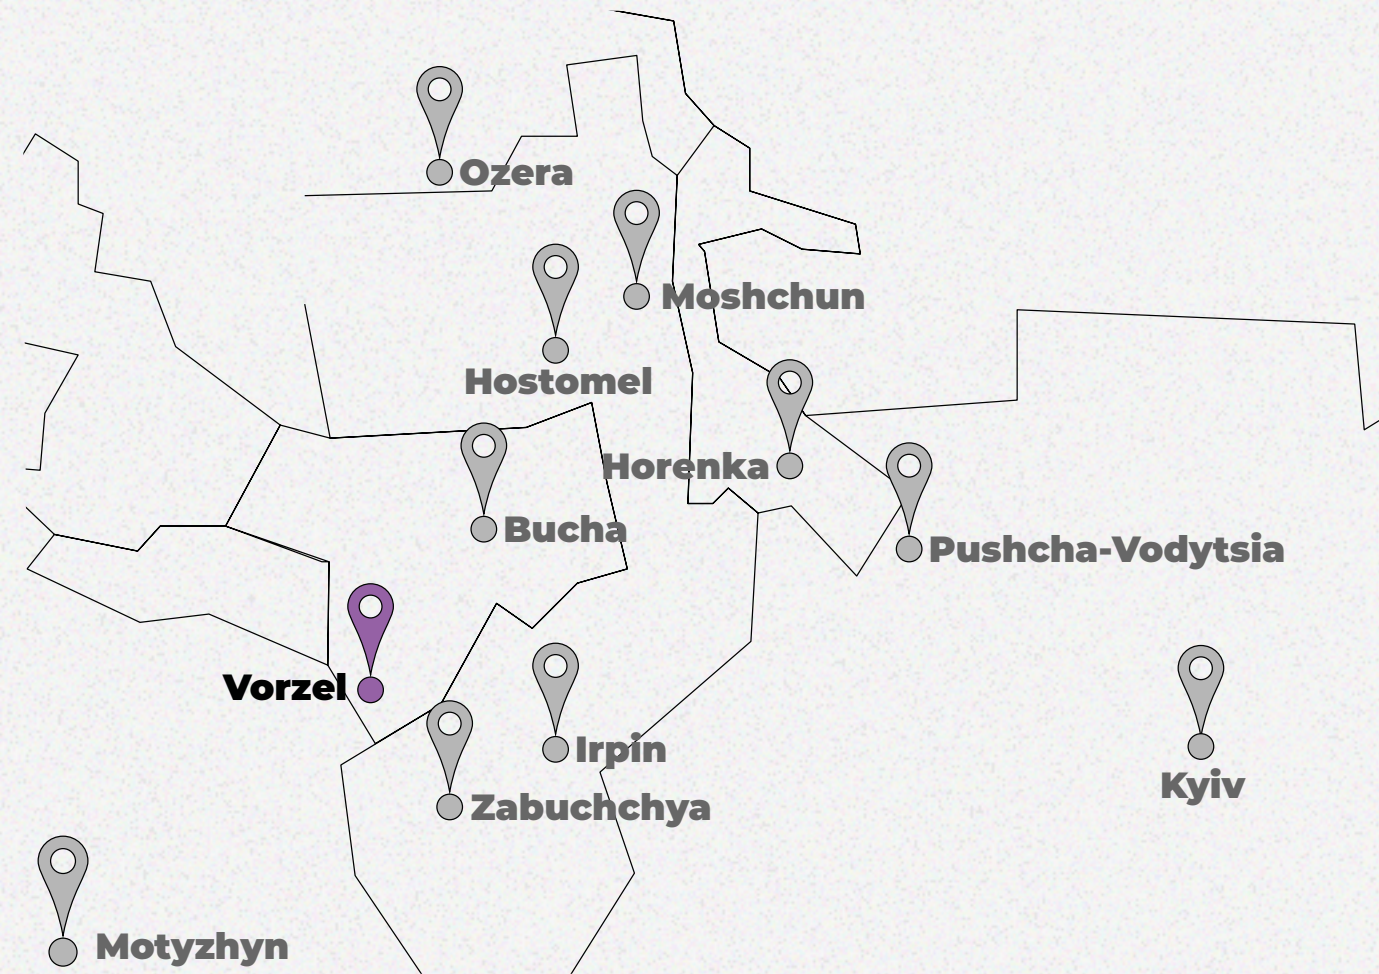 Ozera
Moshchun
Hostomel
Horenka
Bucha
Pushcha-Vodytsia
Vorzel
Irpin
Kyiv
Zabuchchya
Motyzhyn